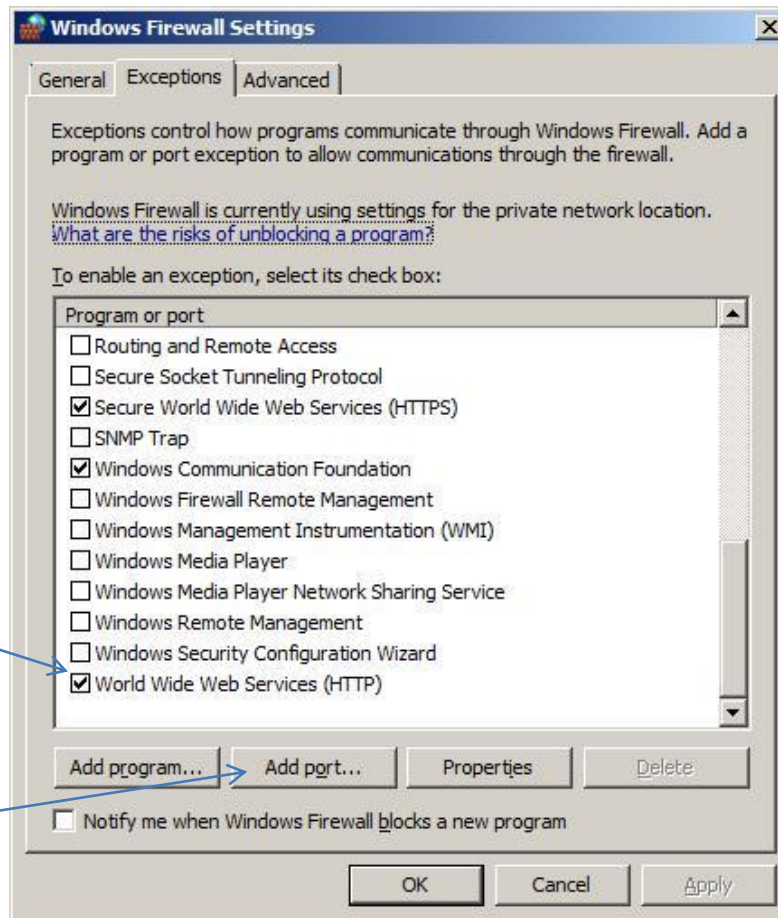 Windows Firewall Settings
General Exceptions Advanced
Exceptions control how programs communicate through Windows Firewall. Add a
program or port exception to allow communications through the firewall.
Windows Firewall is currently using settings for the private network location.
What are the risks of unblocking a program?
To enable an exception, select its check box:
Program or port
Routing and Remote Access
Secure Socket Tunneling Protocol
Secure World Wide Web Services (HTTPS)
SNMP Trap
Windows Communication Foundation
Windows Firewall Remote Management
Windows Management Instrumentation (WMI)
Windows Media Player
Windows Media Player Network Sharing Service
Windows Remote Management
Windows Security Configuration Wizard
World Wide Web Services (HTTP)
Add program... Add port... Properties Delete
Notify me when Windows Firewall blocks a new program
OK Cancel Apply